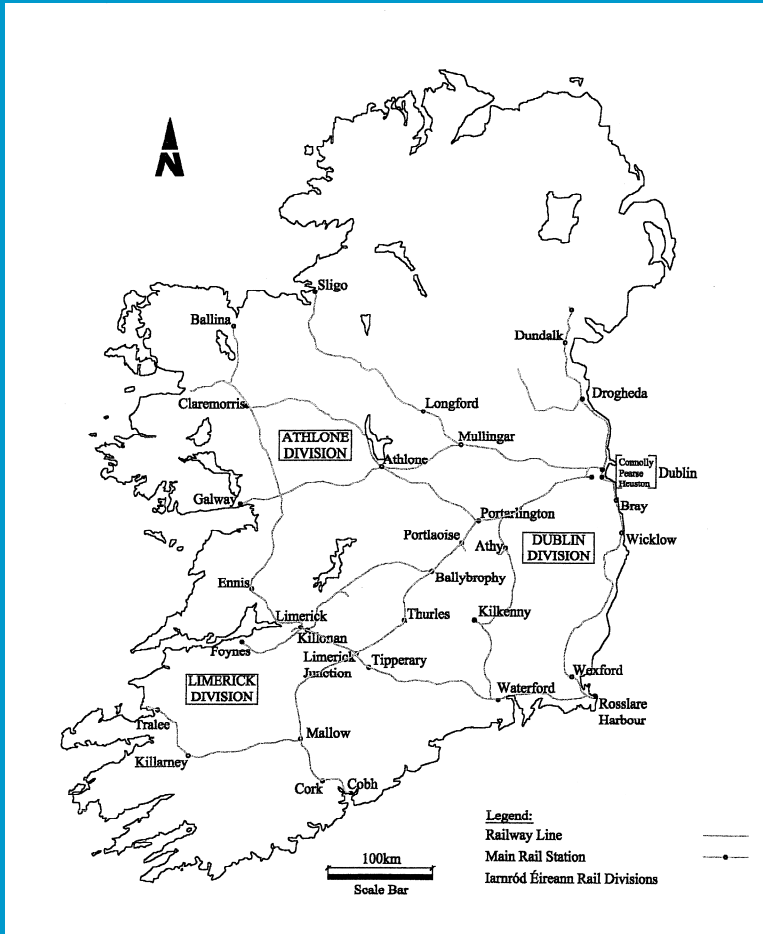 N
Sligo
Ballina
Dundalk
Claremorris
Longford
Drogheda
ATHLONE
DIVISION
Mullingar
Athlone
Connolly
Pearse
Heuston
Dublin
Galway
Bray
Portarlington
Portlaoise
Athy
DUBLIN
DIVISION
Wicklow
Ennis
Ballybrophy
Limerick
Thurles
Kilkenny
Killonan
Foynes
Limerick
Junction
Tipperary
LIMERICK
DIVISION
Wexford
Waterford
Rosslare
Harbour
Tralee
Mallow
Killarney
Cork
Cobh
Legend:
Railway Line
Main Rail Station
Iarnród Éireann Rail Divisions
100km
Scale Bar